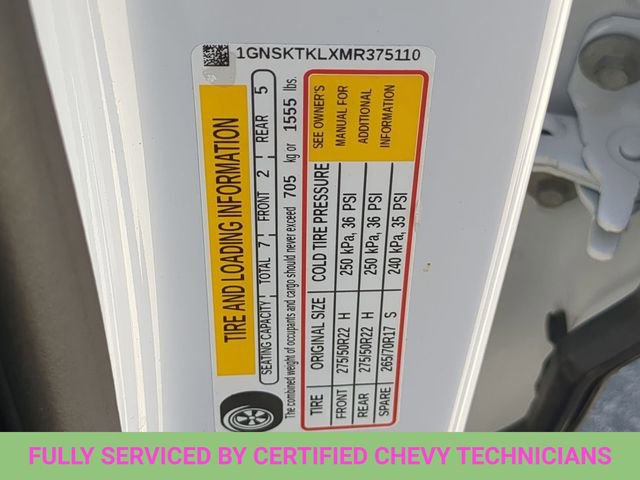 1GNSKTKLXMR375110
TIRE AND LOADING INFORMATION
SEATING CAPACITY TOTAL 7 FRONT 2 REAR 5
The combined weight of occupants and cargo should never exceed 705 kg or 1555 lbs.
TIRE ORIGINAL SIZE COLD TIRE PRESSURE SEE OWNER'S
FRONT 275/50R22 H 250 kPa, 36 PSI MANUAL FOR
REAR 275/50R22 H 250 kPa, 36 PSI ADDITIONAL
SPARE 265/70R17 S 240 kPa, 35 PSI INFORMATION
FULLY SERVICED BY CERTIFIED CHEVY TECHNICIANS